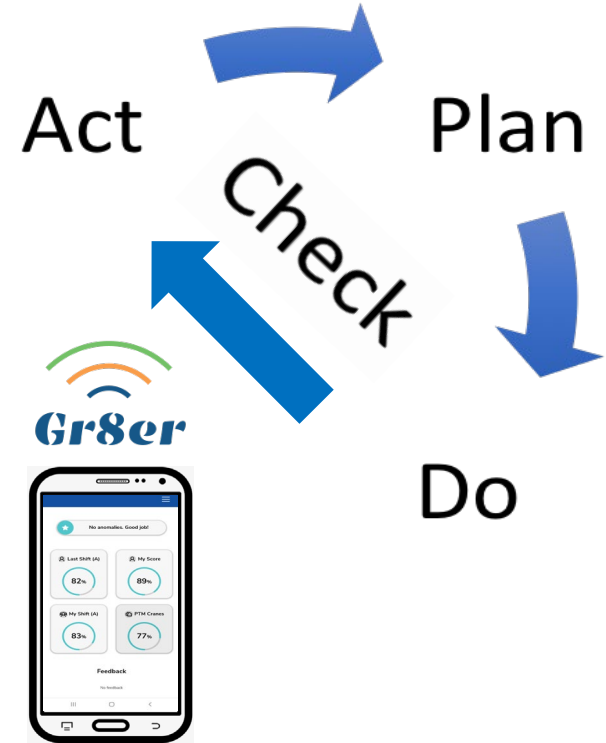 Act
Plan
Check
Gr8er
Do
No anomalies. Good job!
Last Shift (A)
My Score
82%
89%
My Shift (A)
PTM Cranes
83%
77%
Feedback
No feedback